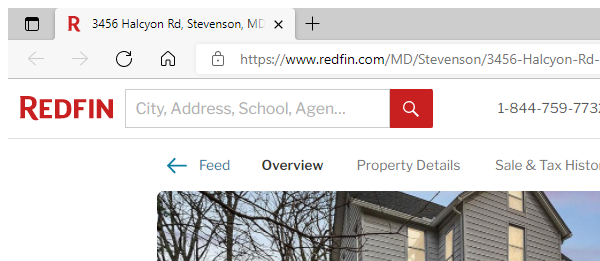 3456 Halcyon Rd, Stevenson, MD
https://www.redfin.com/MD/Stevenson/3456-Halcyon-Rd-
REDFIN City, Address, School, Agen... 1-844-759-7732
Feed Overview Property Details Sale & Tax Histo